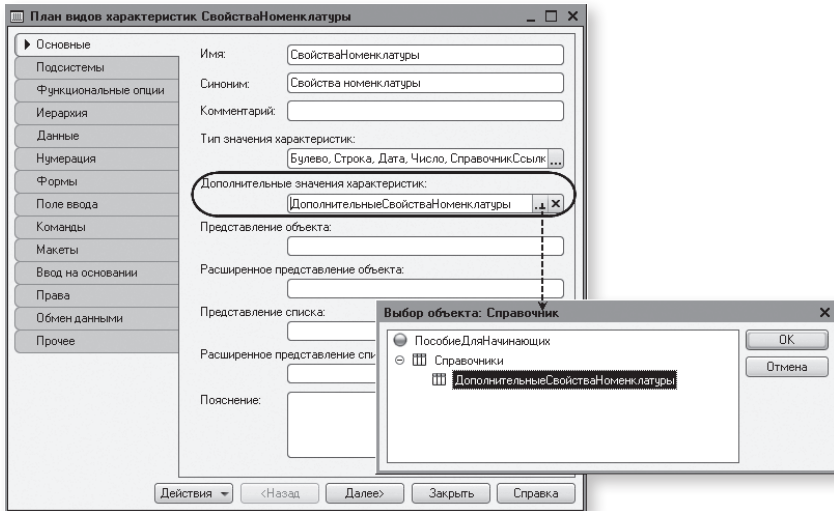 План видов характеристик СвойстваНоменклатуры
Основные
Подсистемы
Функциональные опции
Иерархия
Данные
Нумерация
Формы
Поле ввода
Команды
Макеты
Ввод на основании
Права
Обмен данными
Прочее
Имя: СвойстваНоменклатуры
Синоним: Свойства номенклатуры
Комментарий:
Тип значения характеристик:
Булево, Строка, Дата, Число, СправочникСсылк ...
Дополнительные значения характеристик:
ДополнительныеСвойстваНоменклатуры
Представление объекта:
Расширенное представление объекта:
Представление списка:
Расширенное представление спи
Пояснение:
Выбор объекта: Справочник
ПособиеДляНачинающих
Справочники
ДополнительныеСвойстваНоменклатуры
OK
Отмена
Действия <Назад Далее> Закрыть Справка